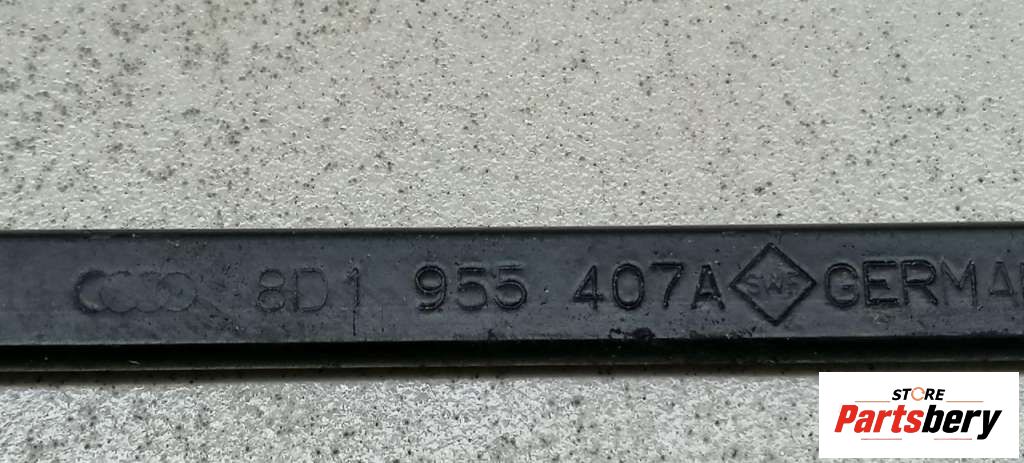 8D1 955 407A SWF GERMA
STORE
Partsbery